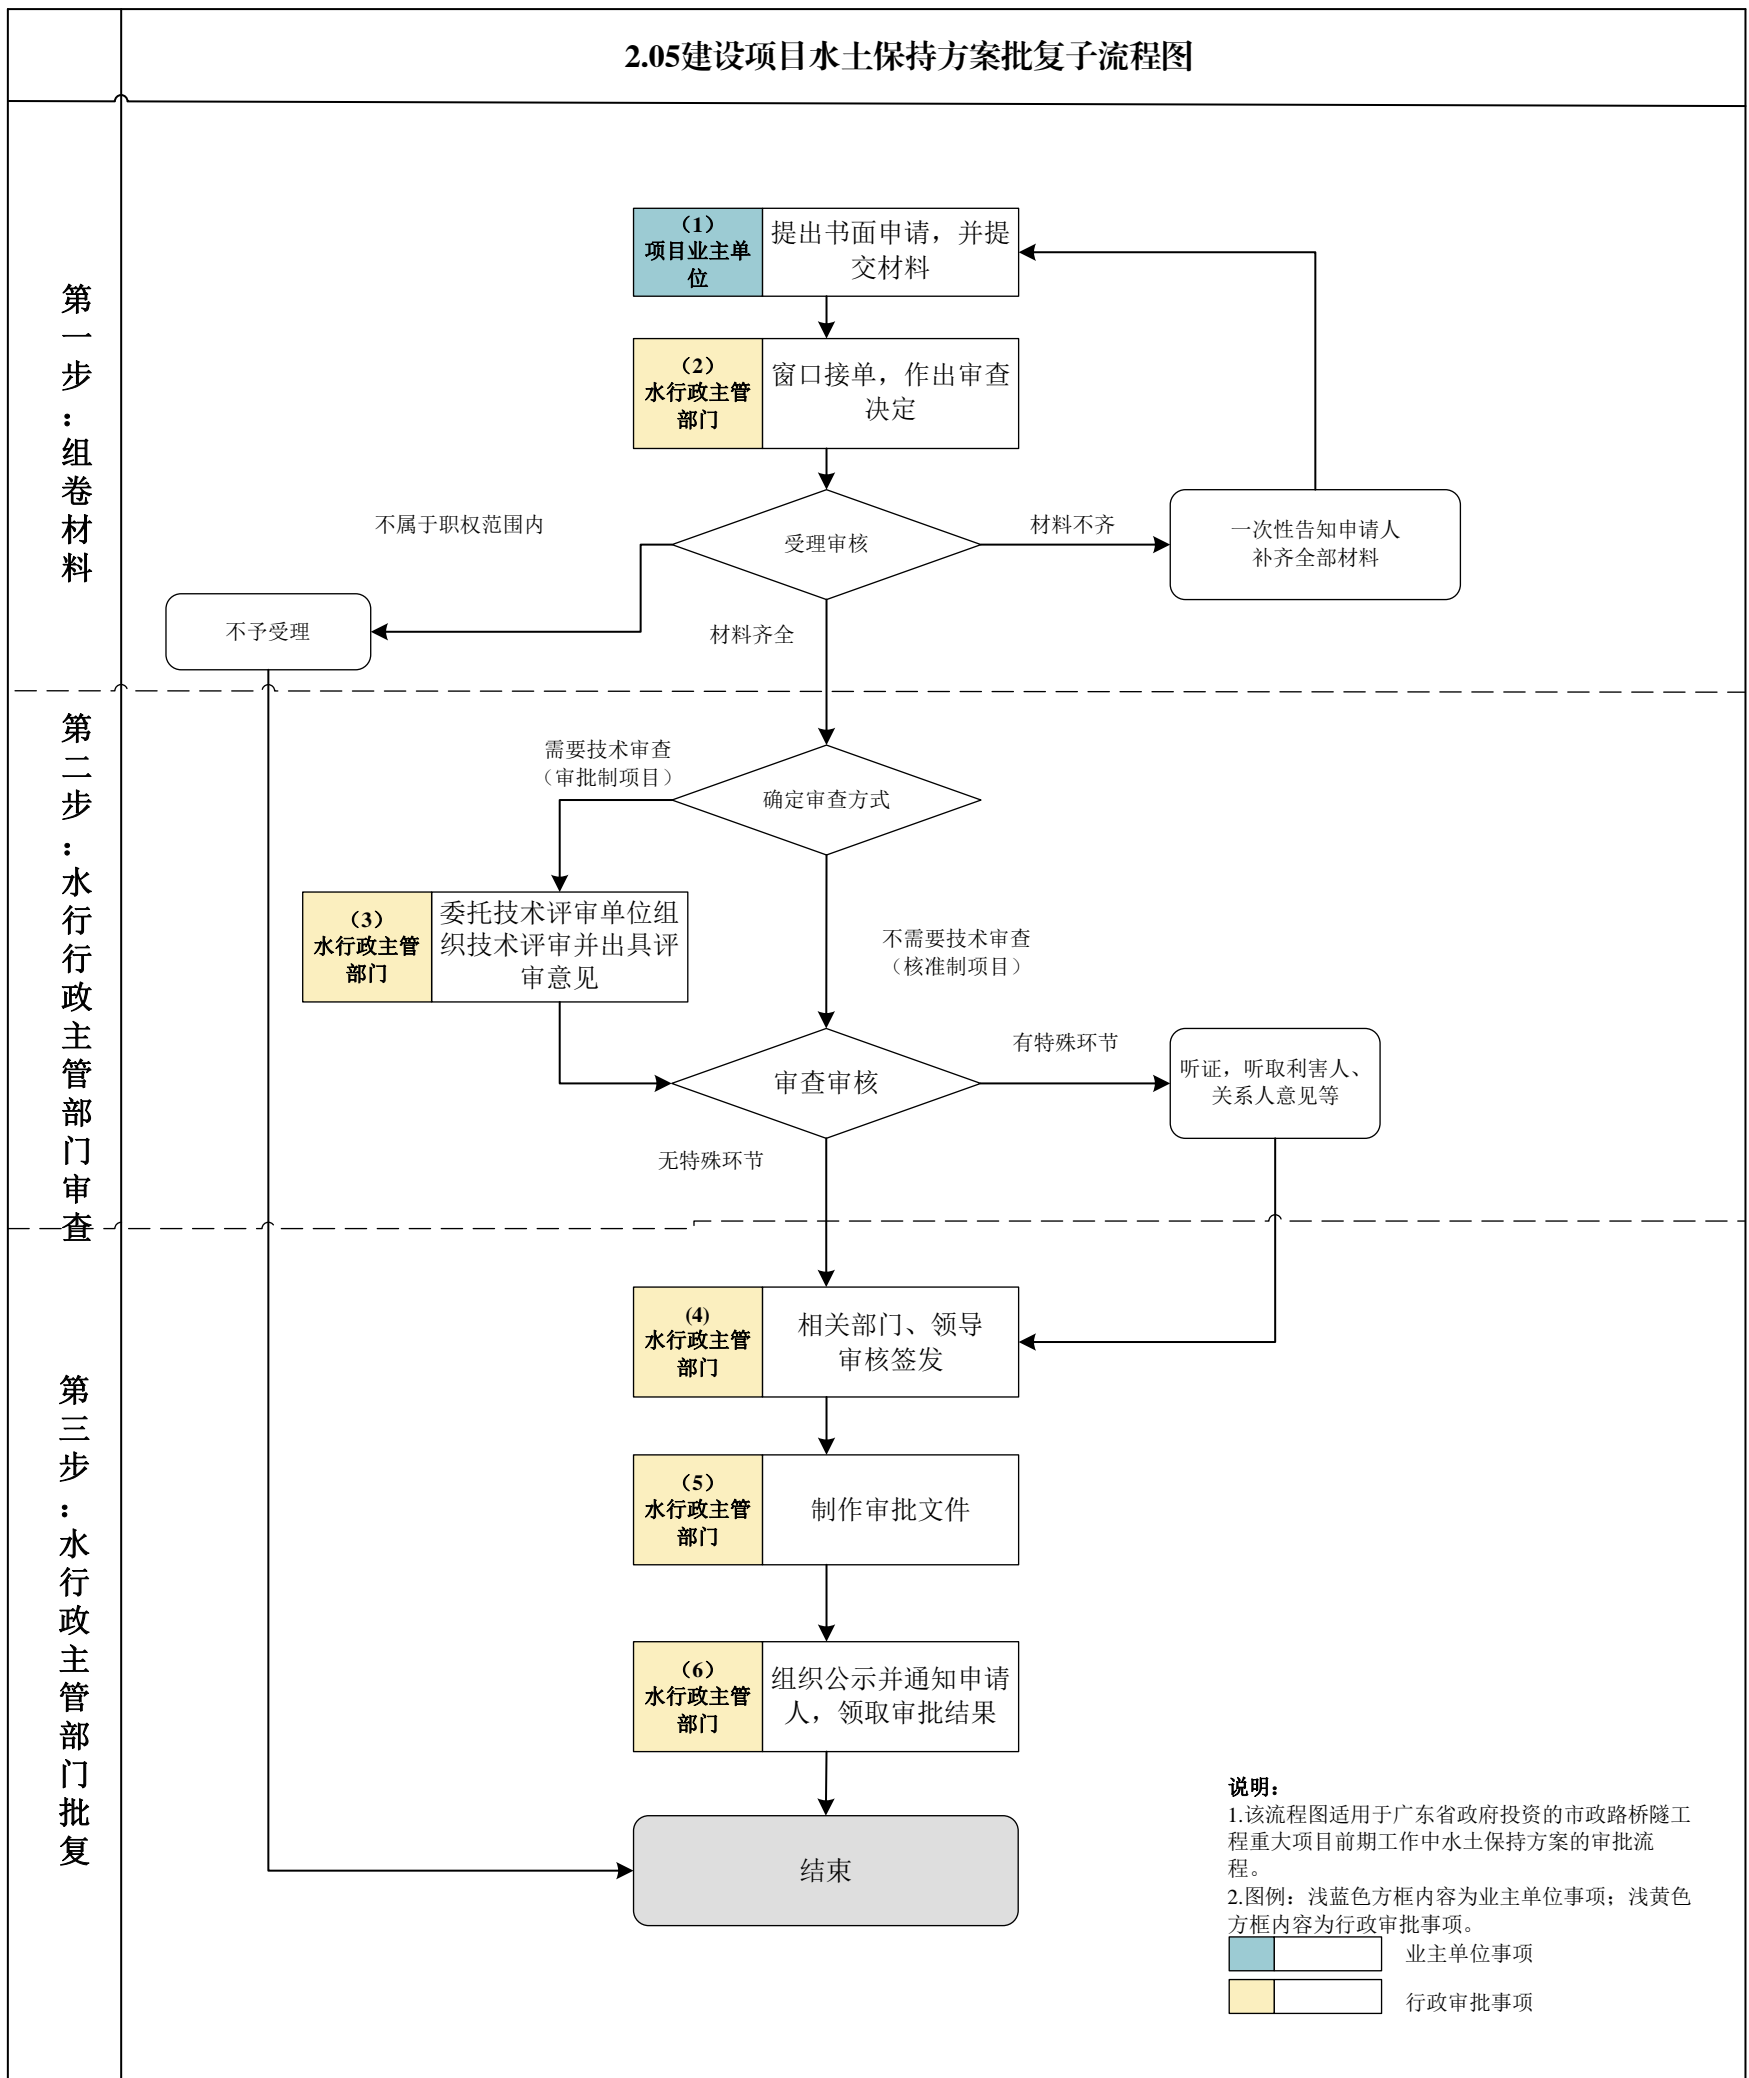 2.05建设项目水土保持方案批复子流程图
第一步：组卷材料
（1）
项目业主单
位
提出书面申请，并提
交材料
（2）
水行政主管
部门
窗口接单，作出审查
决定
不属于职权范围内
受理审核
材料不齐
一次性告知申请人
补齐全部材料
不予受理
材料齐全
第二步：水行行政主管部门审查
需要技术审查
（审批制项目）
确定审查方式
（3）
水行政主管
部门
委托技术评审单位组
织技术评审并出具评
审意见
不需要技术审查
（核准制项目）
审查审核
有特殊环节
听证，听取利害人、
关系人意见等
无特殊环节
第三步：水行政主管部门批复
(4)
水行政主管
部门
相关部门、领导
审核签发
（5）
水行政主管
部门
制作审批文件
（6）
水行政主管
部门
组织公示并通知申请
人，领取审批结果
结束
说明：
1.该流程图适用于广东省政府投资的市政路桥隧工
程重大项目前期工作中水土保持方案的审批流
程。
2.图例：浅蓝色方框内容为业主单位事项；浅黄色
方框内容为行政审批事项。
业主单位事项
行政审批事项